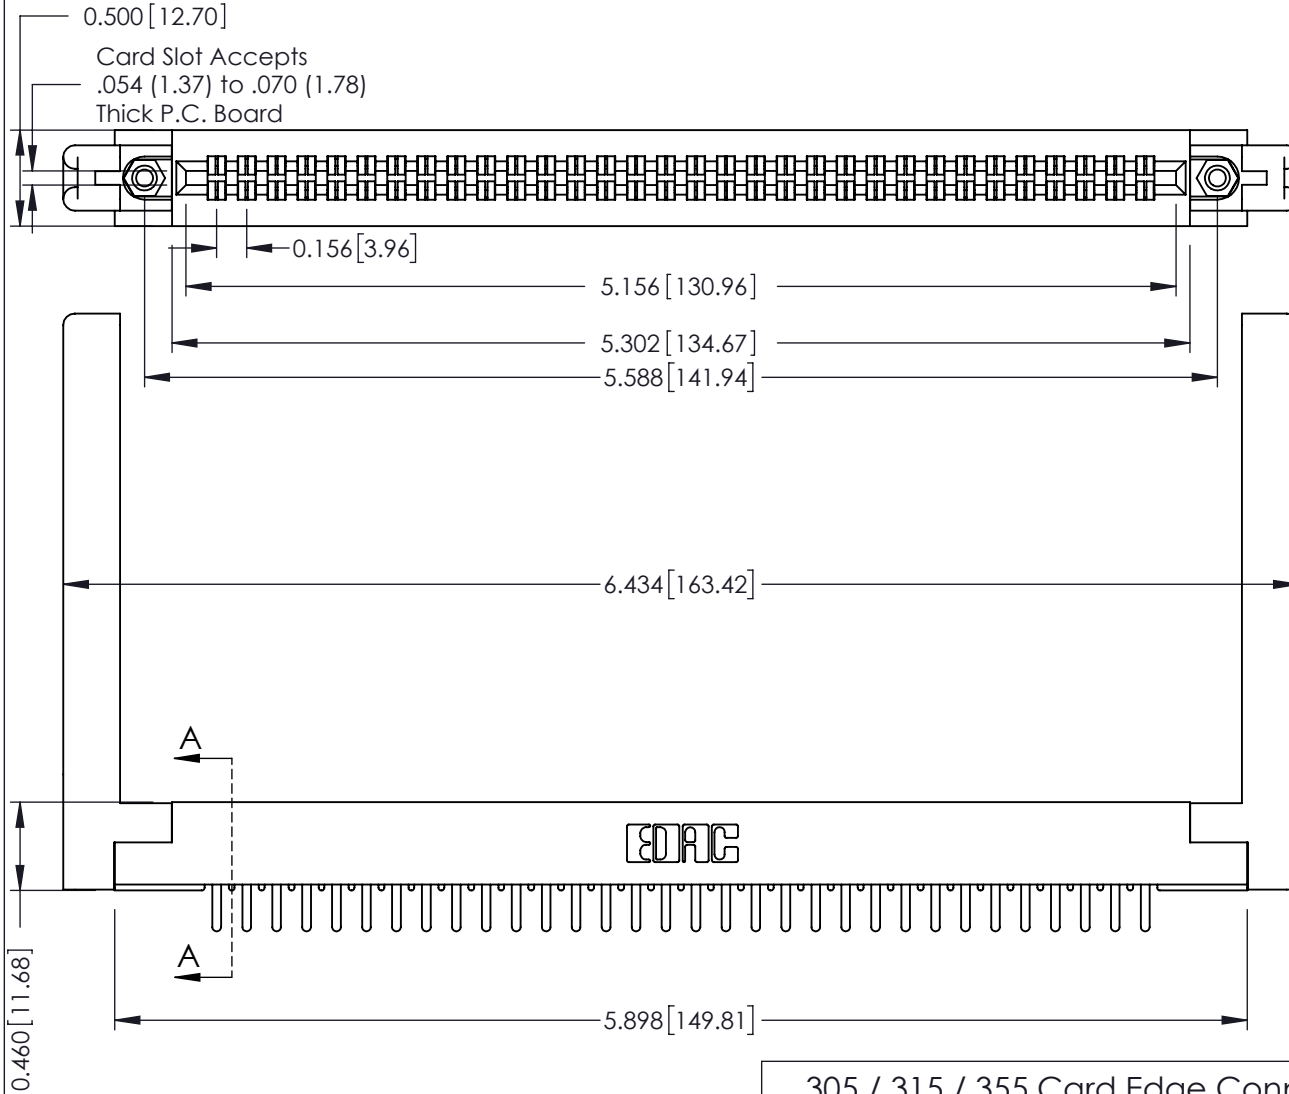 0.500 [12.70]
Card Slot Accepts
.054 (1.37) to .070 (1.78)
Thick P.C. Board
0.156 [3.96]
5.156 [130.96]
5.302 [134.67]
5.588 [141.94]
6.434 [163.42]
A
EDAC
A
0.460 [11.68]
5.898 [149.81]
305 / 315 / 355 Card Edge Conn